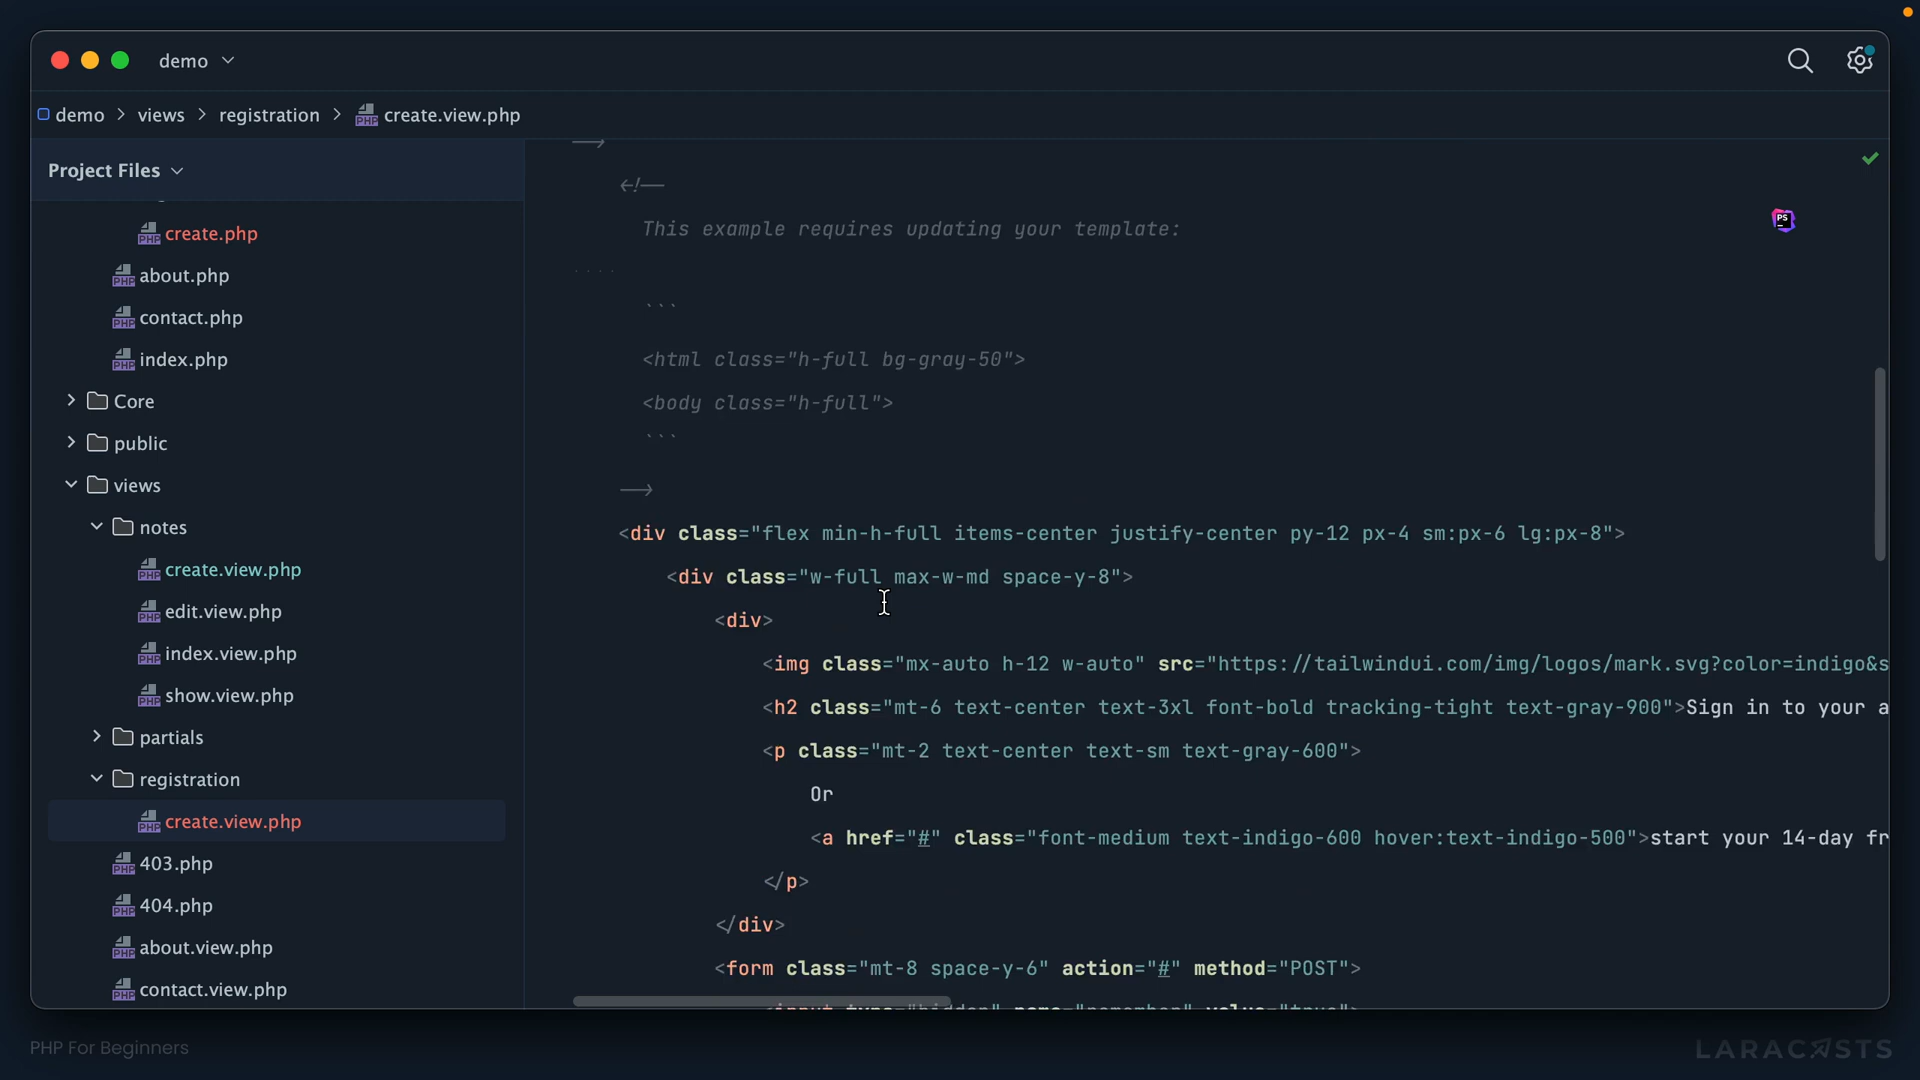 demo
demo > views > registration > create.view.php
Project Files
create.php
about.php
contact.php
index.php
Core
public
views
notes
create.view.php
edit.view.php
index.view.php
show.view.php
partials
registration
create.view.php
403.php
404.php
about.view.php
contact.view.php
-->
<!--
This example requires updating your template:
```
<html class="h-full bg-gray-50">
<body class="h-full">
```
-->
<div class="flex min-h-full items-center justify-center py-12 px-4 sm:px-6 lg:px-8">
<div class="w-full max-w-md space-y-8">
<div>
<img class="mx-auto h-12 w-auto" src="https://tailwindui.com/img/logos/mark.svg?color=indigo&s
<h2 class="mt-6 text-center text-3xl font-bold tracking-tight text-gray-900">Sign in to your a
<p class="mt-2 text-center text-sm text-gray-600">
Or
<a href="#" class="font-medium text-indigo-600 hover:text-indigo-500">start your 14-day fr
</p>
</div>
<form class="mt-8 space-y-6" action="#" method="POST">
<input type="hidden" name="remember" value="true">
PS
PHP For Beginners
LARACASTS